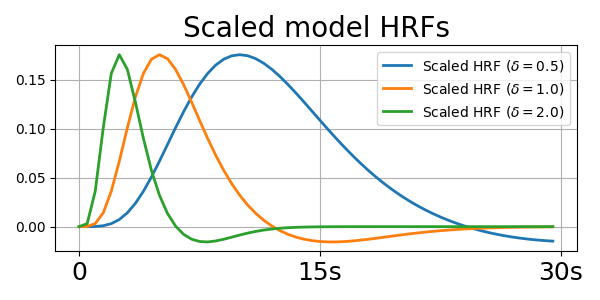 Scaled model HRFs
Scaled HRF (δ = 0.5)
Scaled HRF (δ = 1.0)
Scaled HRF (δ = 2.0)
0.15
0.10
0.05
0.00
0 15s 30s